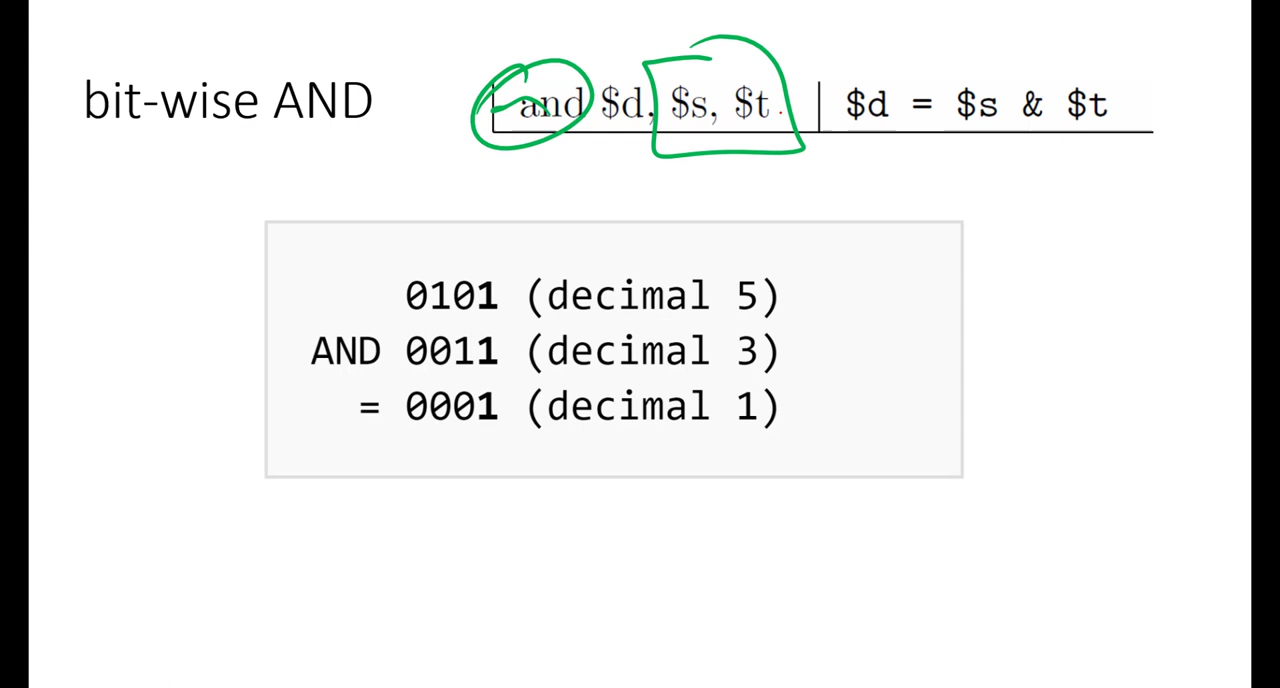 bit-wise AND
and $d, $s, $t | $d = $s & $t
0101 (decimal 5)
AND 0011 (decimal 3)
= 0001 (decimal 1)